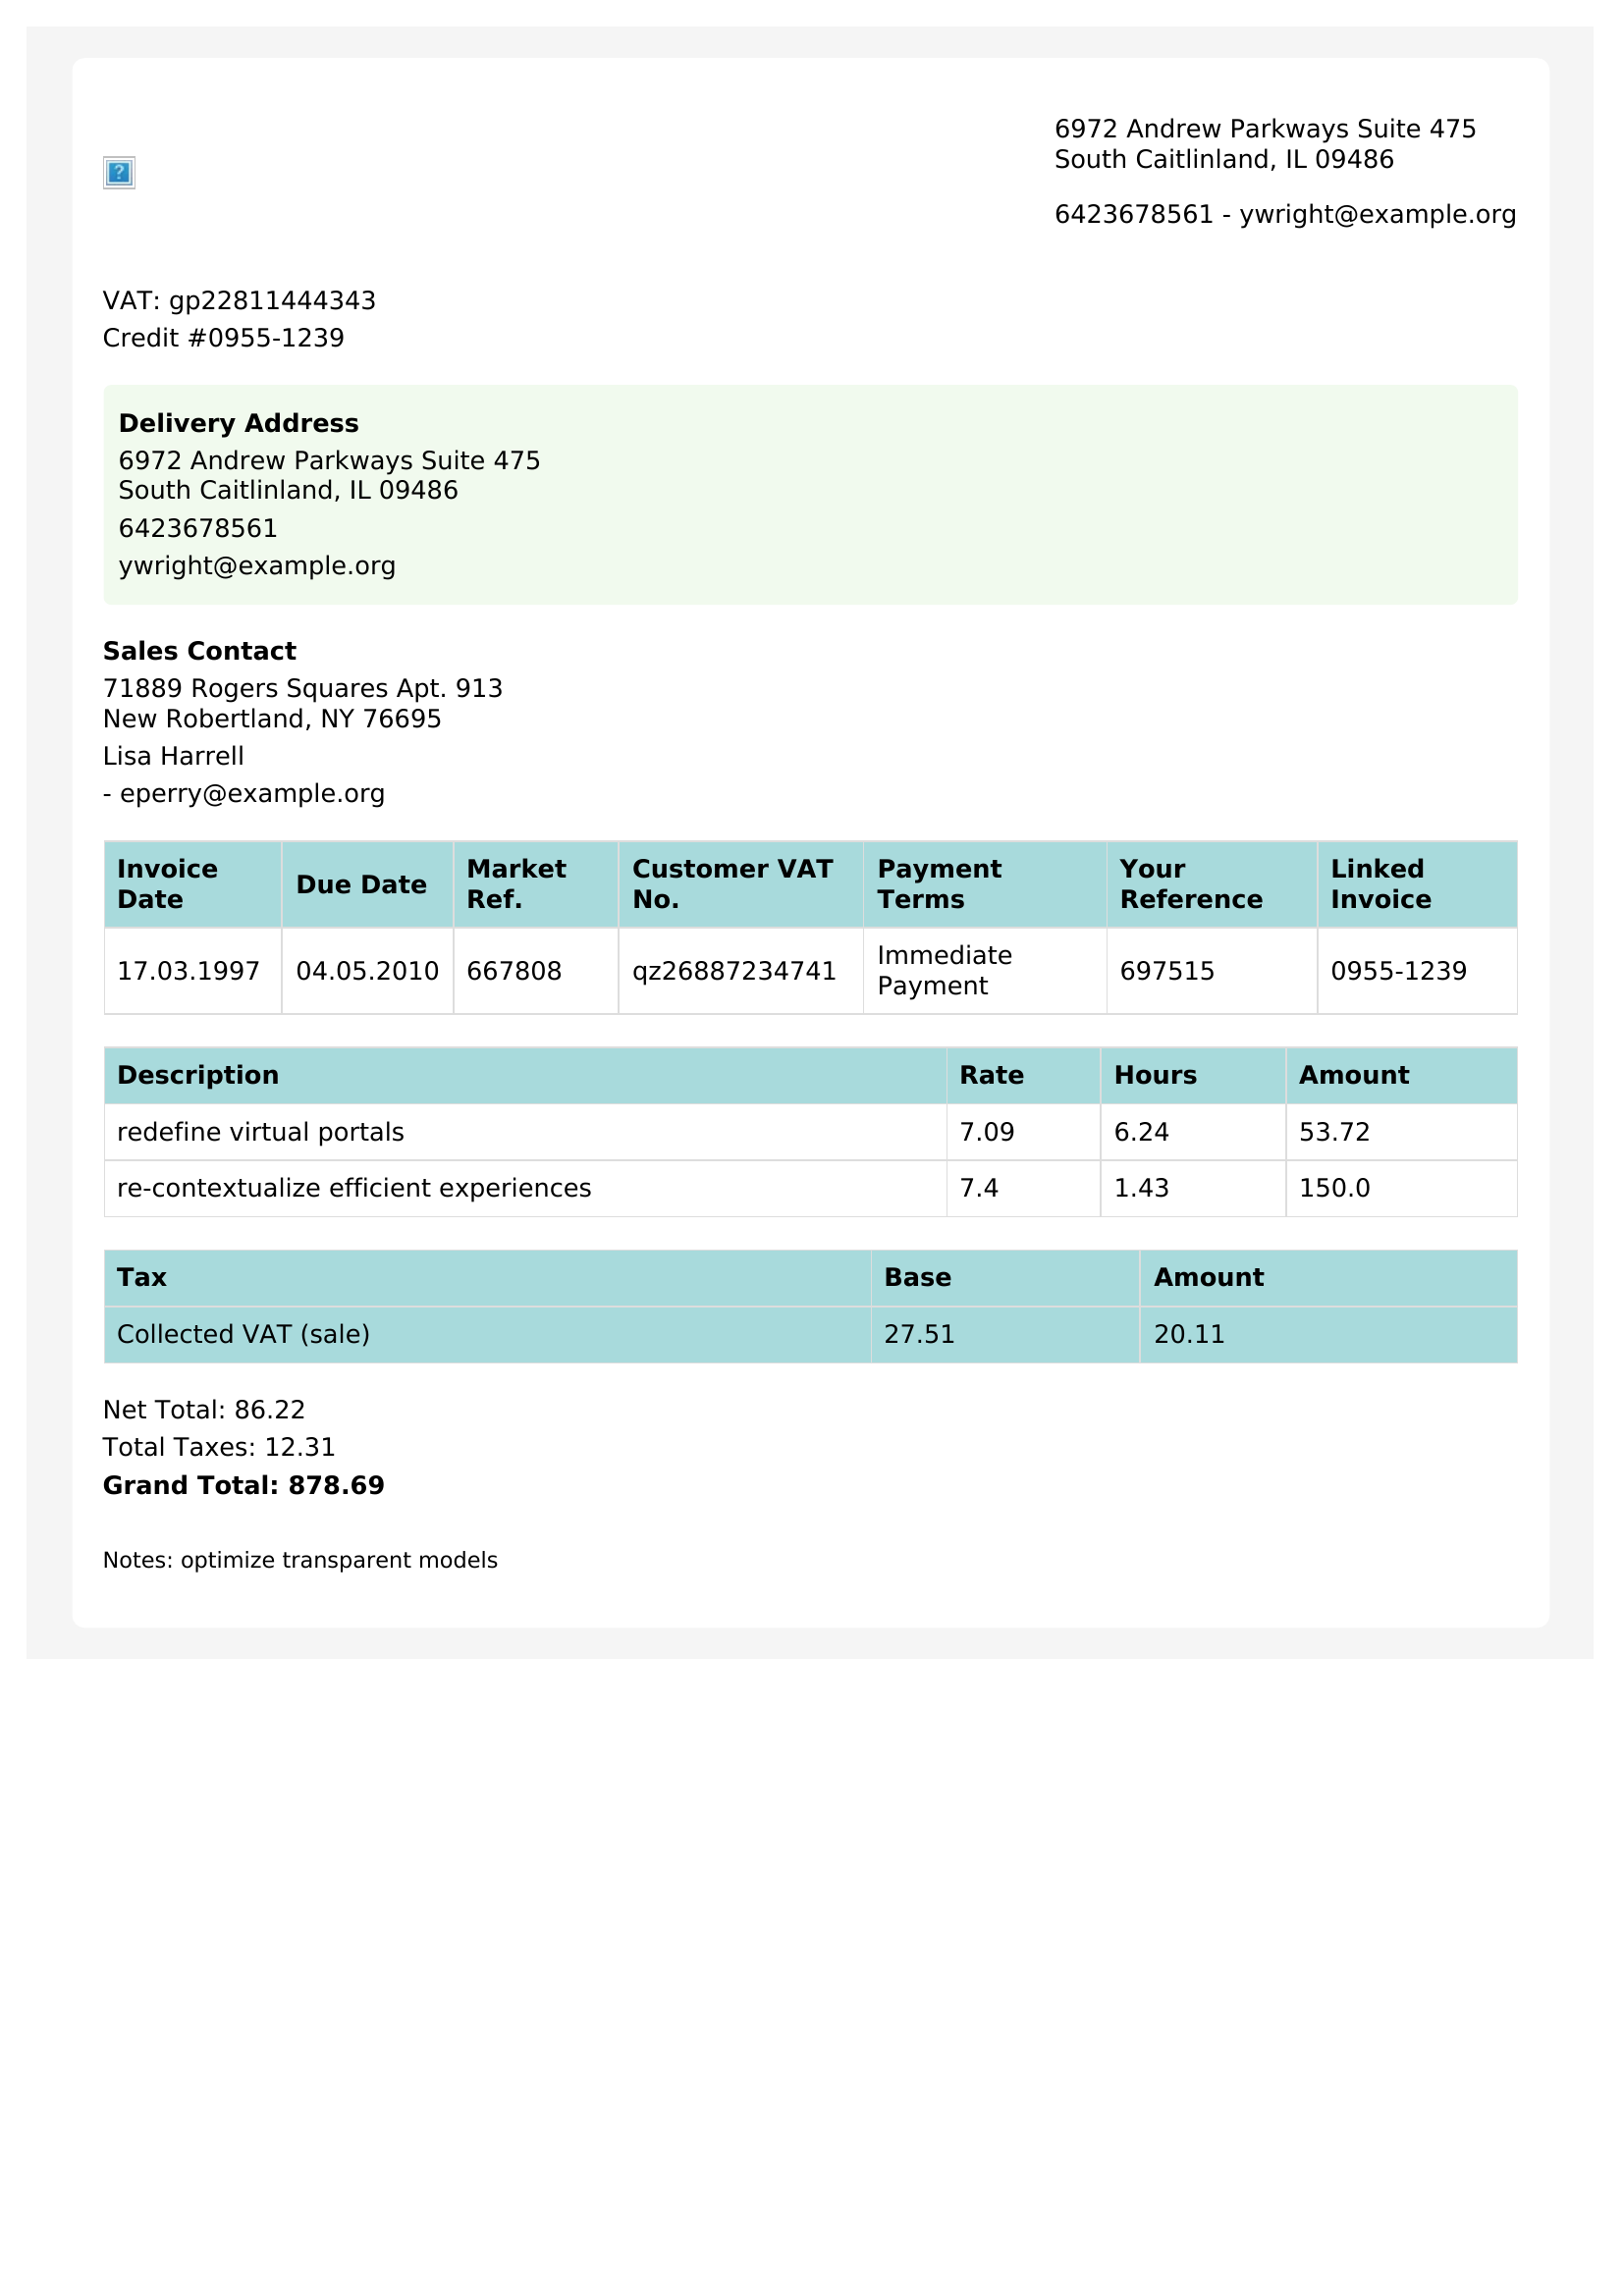 6972 Andrew Parkways Suite 475
South Caitlinland, IL 09486
6423678561 - ywright@example.org
VAT: gp22811444343
Credit #0955-1239
Delivery Address
6972 Andrew Parkways Suite 475
South Caitlinland, IL 09486
6423678561
ywright@example.org
Sales Contact
71889 Rogers Squares Apt. 913
New Robertland, NY 76695
Lisa Harrell
- eperry@example.org
Invoice Date Due Date Market Ref. Customer VAT No. Payment Terms Your Reference Linked Invoice
17.03.1997 04.05.2010 667808 qz26887234741 Immediate Payment 697515 0955-1239
Description Rate Hours Amount
redefine virtual portals 7.09 6.24 53.72
re-contextualize efficient experiences 7.4 1.43 150.0
Tax Base Amount
Collected VAT (sale) 27.51 20.11
Net Total: 86.22
Total Taxes: 12.31
Grand Total: 878.69
Notes: optimize transparent models